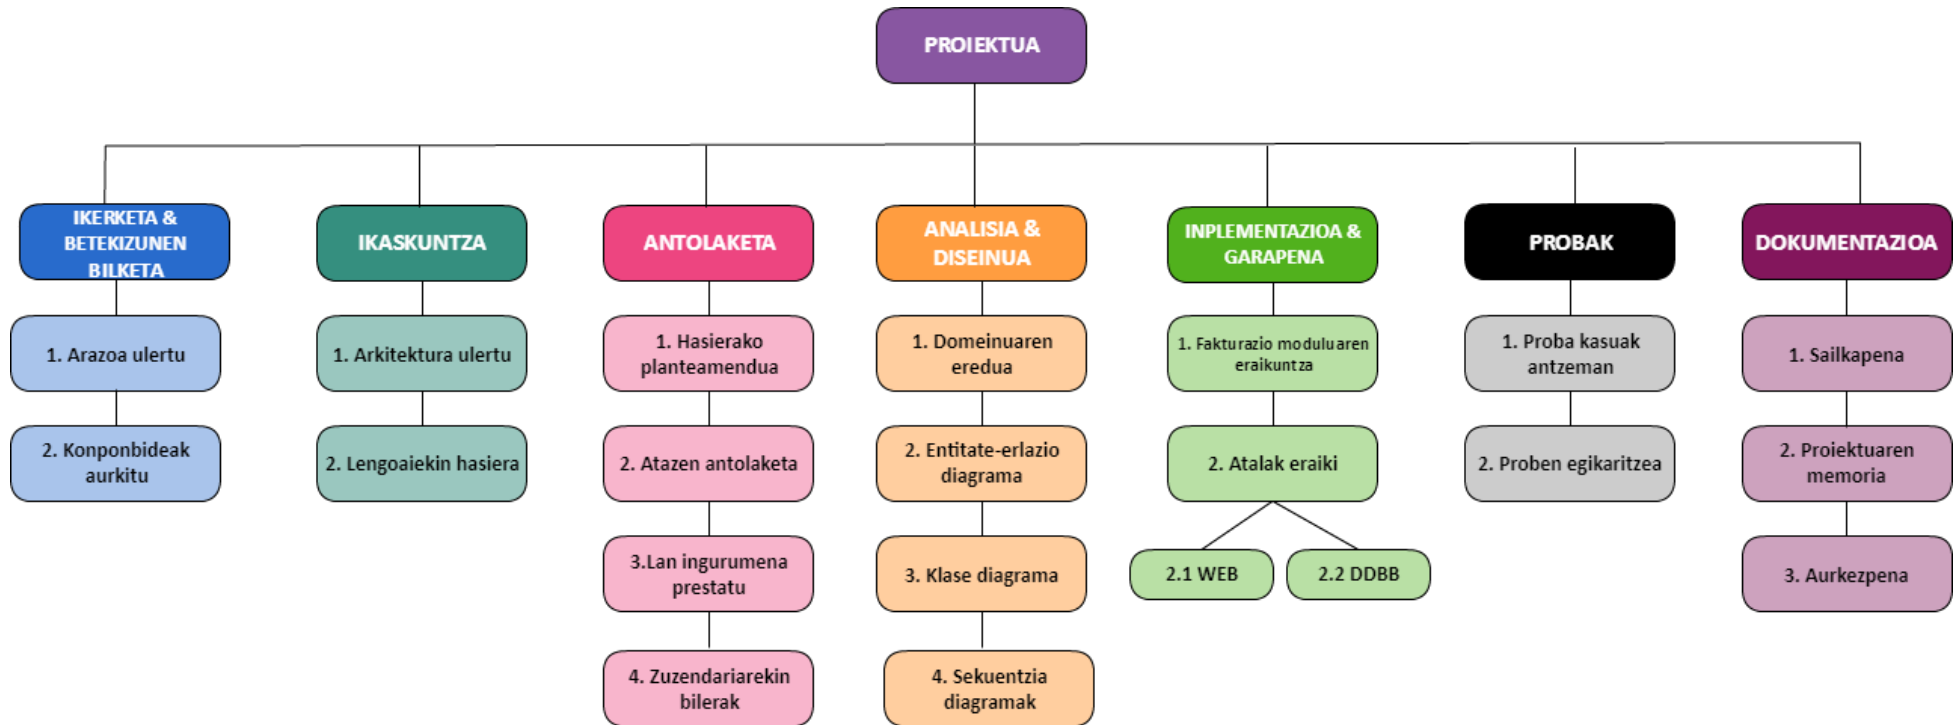 PROIEKTUA
IKERKETA &
BETEKIZUNEN
BILKETA
1. Arazoa ulertu
2. Konponbideak
aurkitu
IKASKUNTZA
1. Arkitektura ulertu
2. Lengoaiekin hasiera
ANTOLAKETA
1. Hasierako
planteamendua
2. Atazen antolaketa
3.Lan ingurumena
prestatu
4. Zuzendariarekin
bilerak
ANALISIA &
DISEINUA
1. Domeinuaren
eredua
2. Entitate-erlazio
diagrama
3. Klase diagrama
4. Sekuentzia
diagramak
INPLEMENTAZIOA &
GARAPENA
1. Fakturazio moduluaren
eraikuntza
2. Atalak eraiki
2.1 WEB
2.2 DDBB
PROBAK
1. Proba kasuak
antzeman
2. Proben egikaritzea
DOKUMENTAZIOA
1. Sailkapena
2. Proiektuaren
memoria
3. Aurkezpena